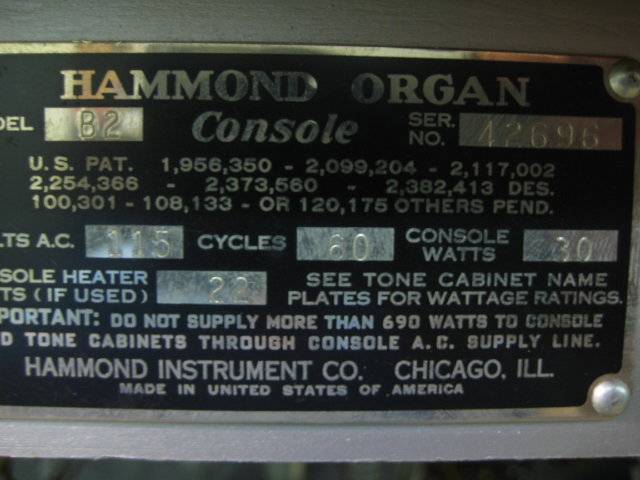 HAMMOND ORGAN
DEL B2 Console SER. NO. 42696
U.S. PAT. 1,956,350 - 2,099,204 - 2,117,002
2,254,366 - 2,373,560 - 2,382,413 DES.
100,301 - 108,133 - OR 120,175 OTHERS PEND.
LTS A.C. 115 CYCLES 60 CONSOLE WATTS 30
SOLE HEATER
TS (IF USED) 22 SEE TONE CABINET NAME PLATES FOR WATTAGE RATINGS.
PORTANT: DO NOT SUPPLY MORE THAN 690 WATTS TO CONSOLE
D TONE CABINETS THROUGH CONSOLE A.C. SUPPLY LINE.
HAMMOND INSTRUMENT CO. CHICAGO, ILL.
MADE IN UNITED STATES OF AMERICA